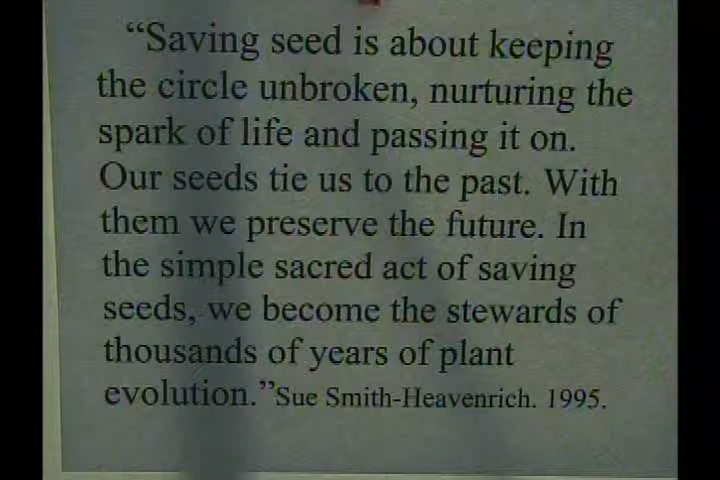 “Saving seed is about keeping
the circle unbroken, nurturing the
spark of life and passing it on.
Our seeds tie us to the past. With
them we preserve the future. In
the simple sacred act of saving
seeds, we become the stewards of
thousands of years of plant
evolution.”Sue Smith-Heavenrich. 1995.